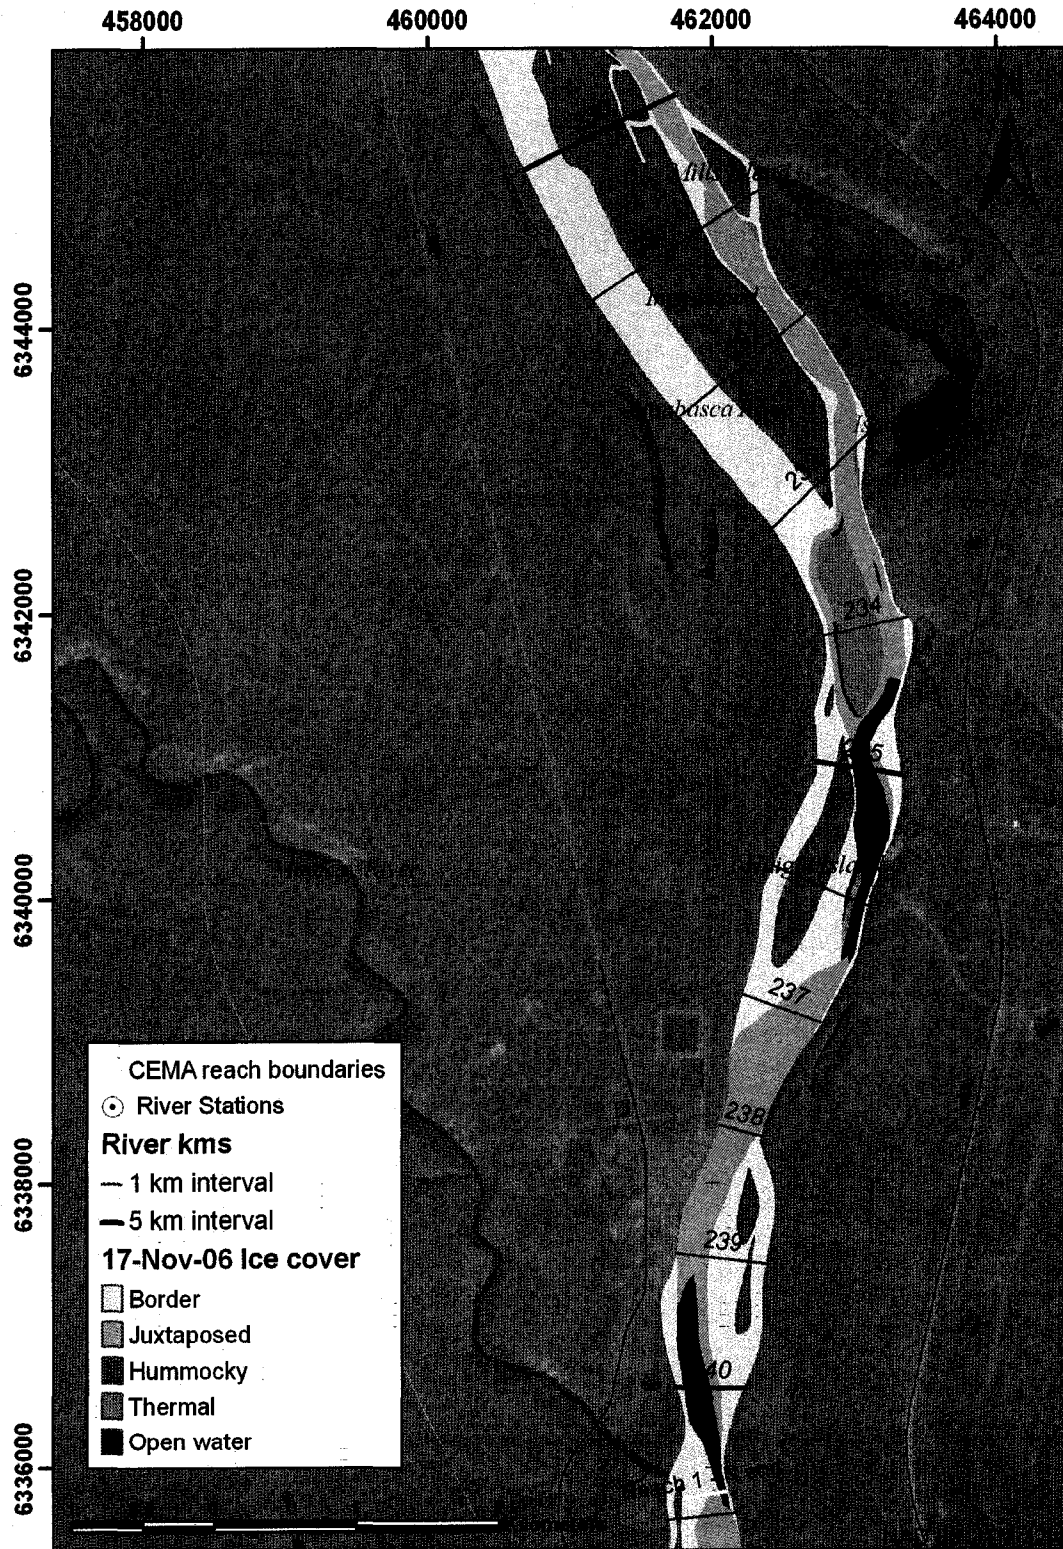 458000 460000 462000 464000
6344000
6342000
234
6340000
237
238
6338000
239
40
6336000
CEMA reach boundaries
River Stations
River kms
1 km interval
5 km interval
17-Nov-06 Ice cover
Border
Juxtaposed
Hummocky
Thermal
Open water